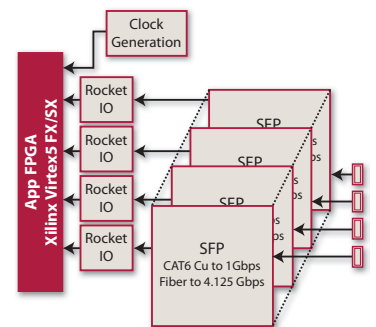 Clock
Generation
App FPGA
Xilinx Virtex5 FX/SX
Rocket
IO
Rocket
IO
Rocket
IO
Rocket
IO
SFP
SFP
SFP
SFP
CAT6 Cu to 1Gbps
Fiber to 4.125 Gbps